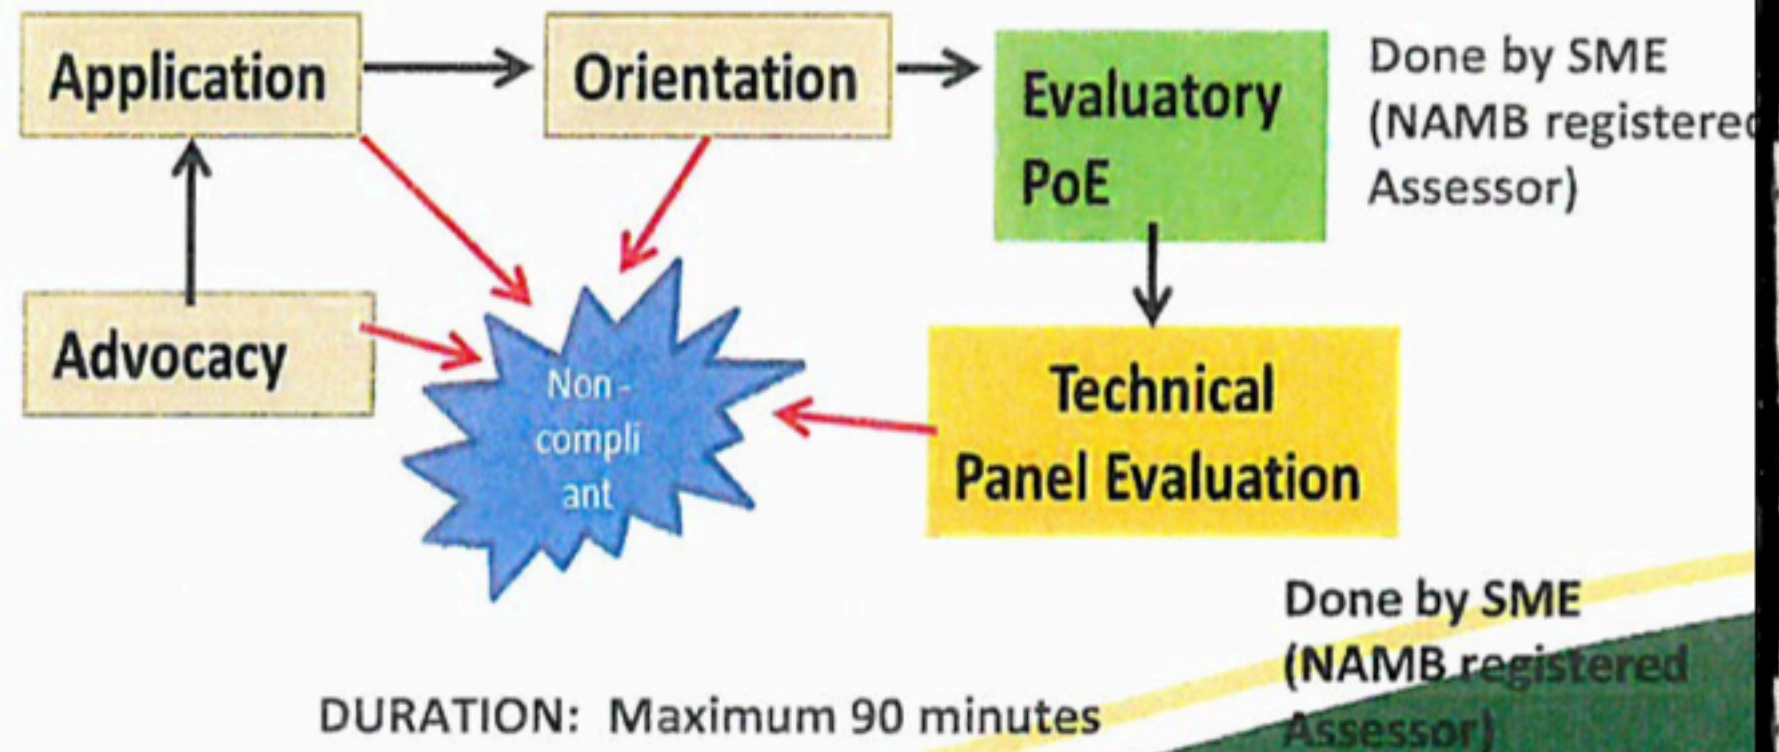 Application
Orientation
Evaluatory
PoE
Done by SME
(NAMB registered
Assessor)
Advocacy
Non -
compli
ant
Technical
Panel Evaluation
Done by SME
(NAMB registered
Assessor)
DURATION: Maximum 90 minutes